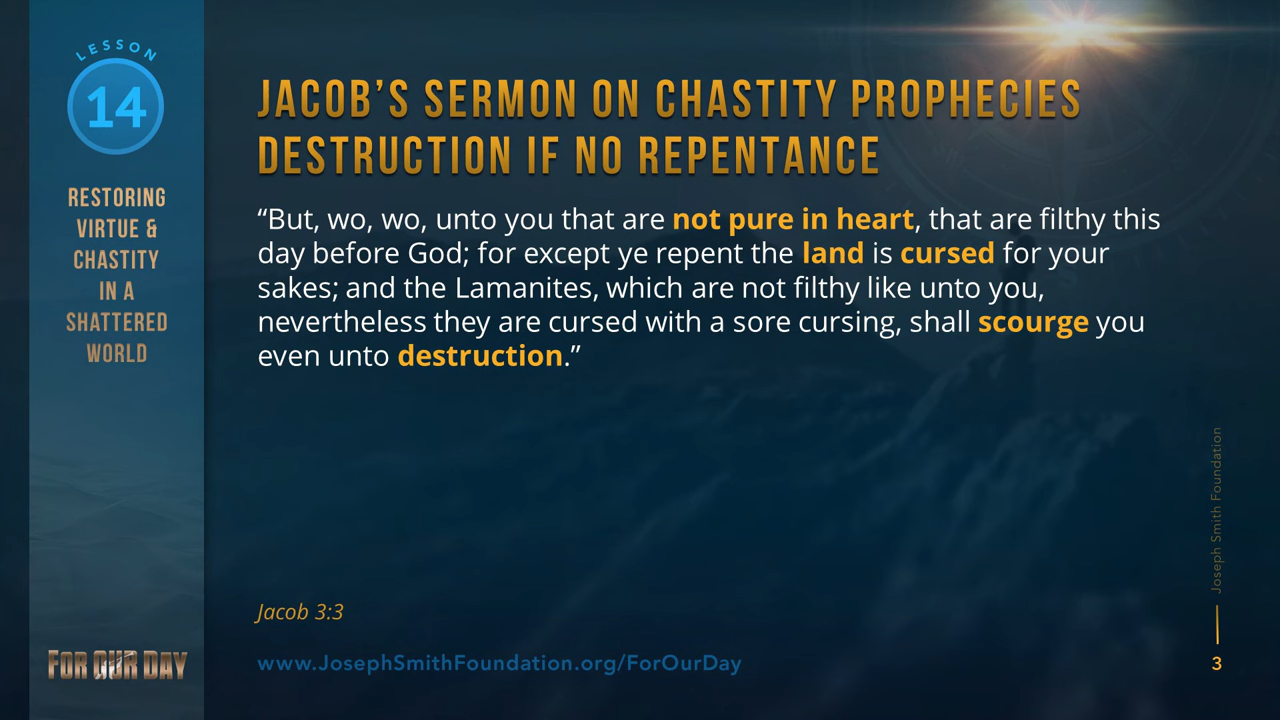 LESSON
14
RESTORING
VIRTUE &
CHASTITY
IN A
SHATTERED
WORLD
FOR OUR DAY
JACOB’S SERMON ON CHASTITY PROPHECIES
DESTRUCTION IF NO REPENTANCE
“But, wo, wo, unto you that are not pure in heart, that are filthy this
day before God; for except ye repent the land is cursed for your
sakes; and the Lamanites, which are not filthy like unto you,
nevertheless they are cursed with a sore cursing, shall scourge you
even unto destruction.”
Jacob 3:3
www.JosephSmithFoundation.org/ForOurDay
Joseph Smith Foundation
3